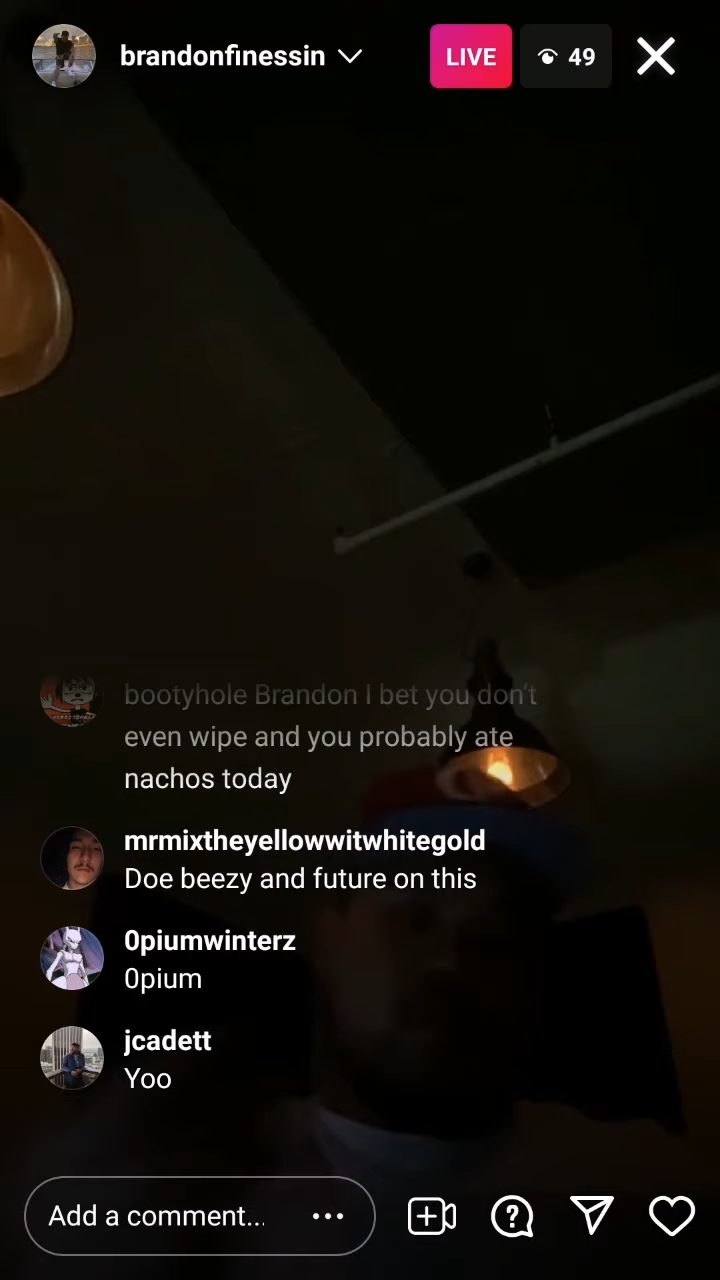 brandonfinessin
LIVE
49
bootyhole Brandon I bet you don't
even wipe and you probably ate
nachos today
mrmixtheyellowwitwhitegold
Doe beezy and future on this
0piumwinterz
0pium
jcadett
Yoo
Add a comment...